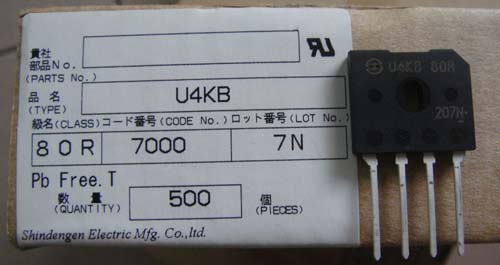 貴社
部品No.
(PARTS No.)
品名
(TYPE)
U4KB
級名(CLASS)コード番号(CODE No.)ロット番号(LOT No.)
80R 7000 7N
Pb Free.T
数量
(QUANTITY)
500
個
(PIECES)
Shindengen Electric Mfg. Co.,ltd.
U4KB 80R
207N-